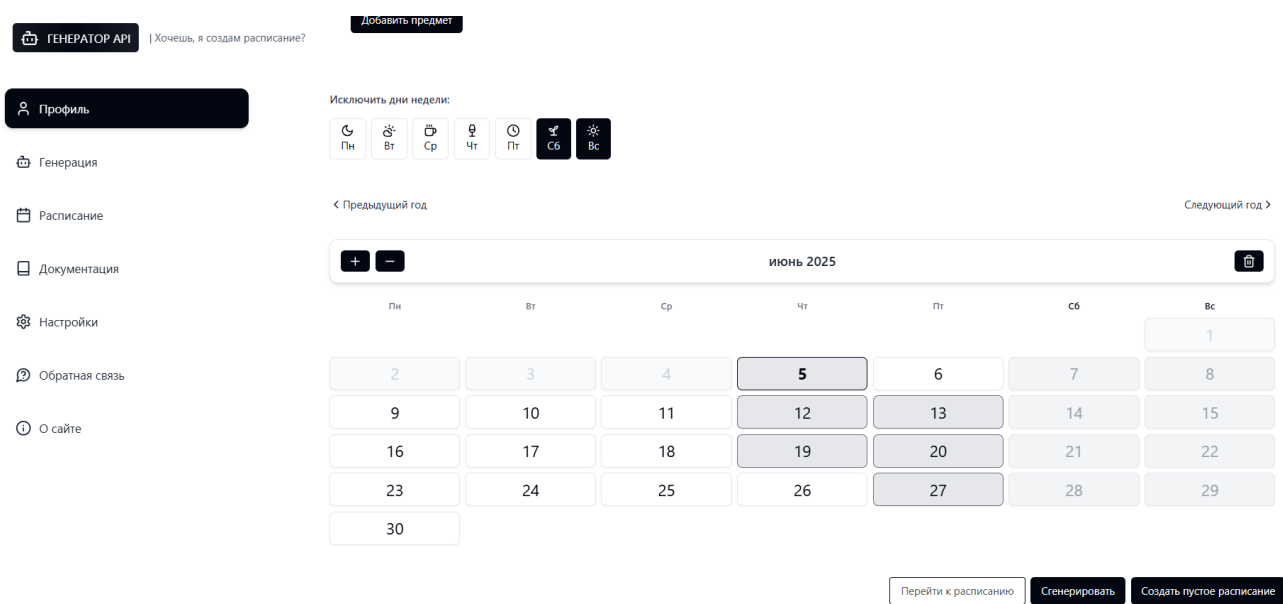 Добавить предмет
ГЕНЕРАТОР API | Хочешь, я создам расписание?
Профиль
Генерация
Расписание
Документация
Настройки
Обратная связь
О сайте
Исключить дни недели:
Пн Вт Ср Чт Пт Сб Вс
Предыдущий год Следующий год
июнь 2025
Пн Вт Ср Чт Пт Сб Вс
1
2 3 4 5 6 7 8
9 10 11 12 13 14 15
16 17 18 19 20 21 22
23 24 25 26 27 28 29
30
Перейти к расписанию Сгенерировать Создать пустое расписание